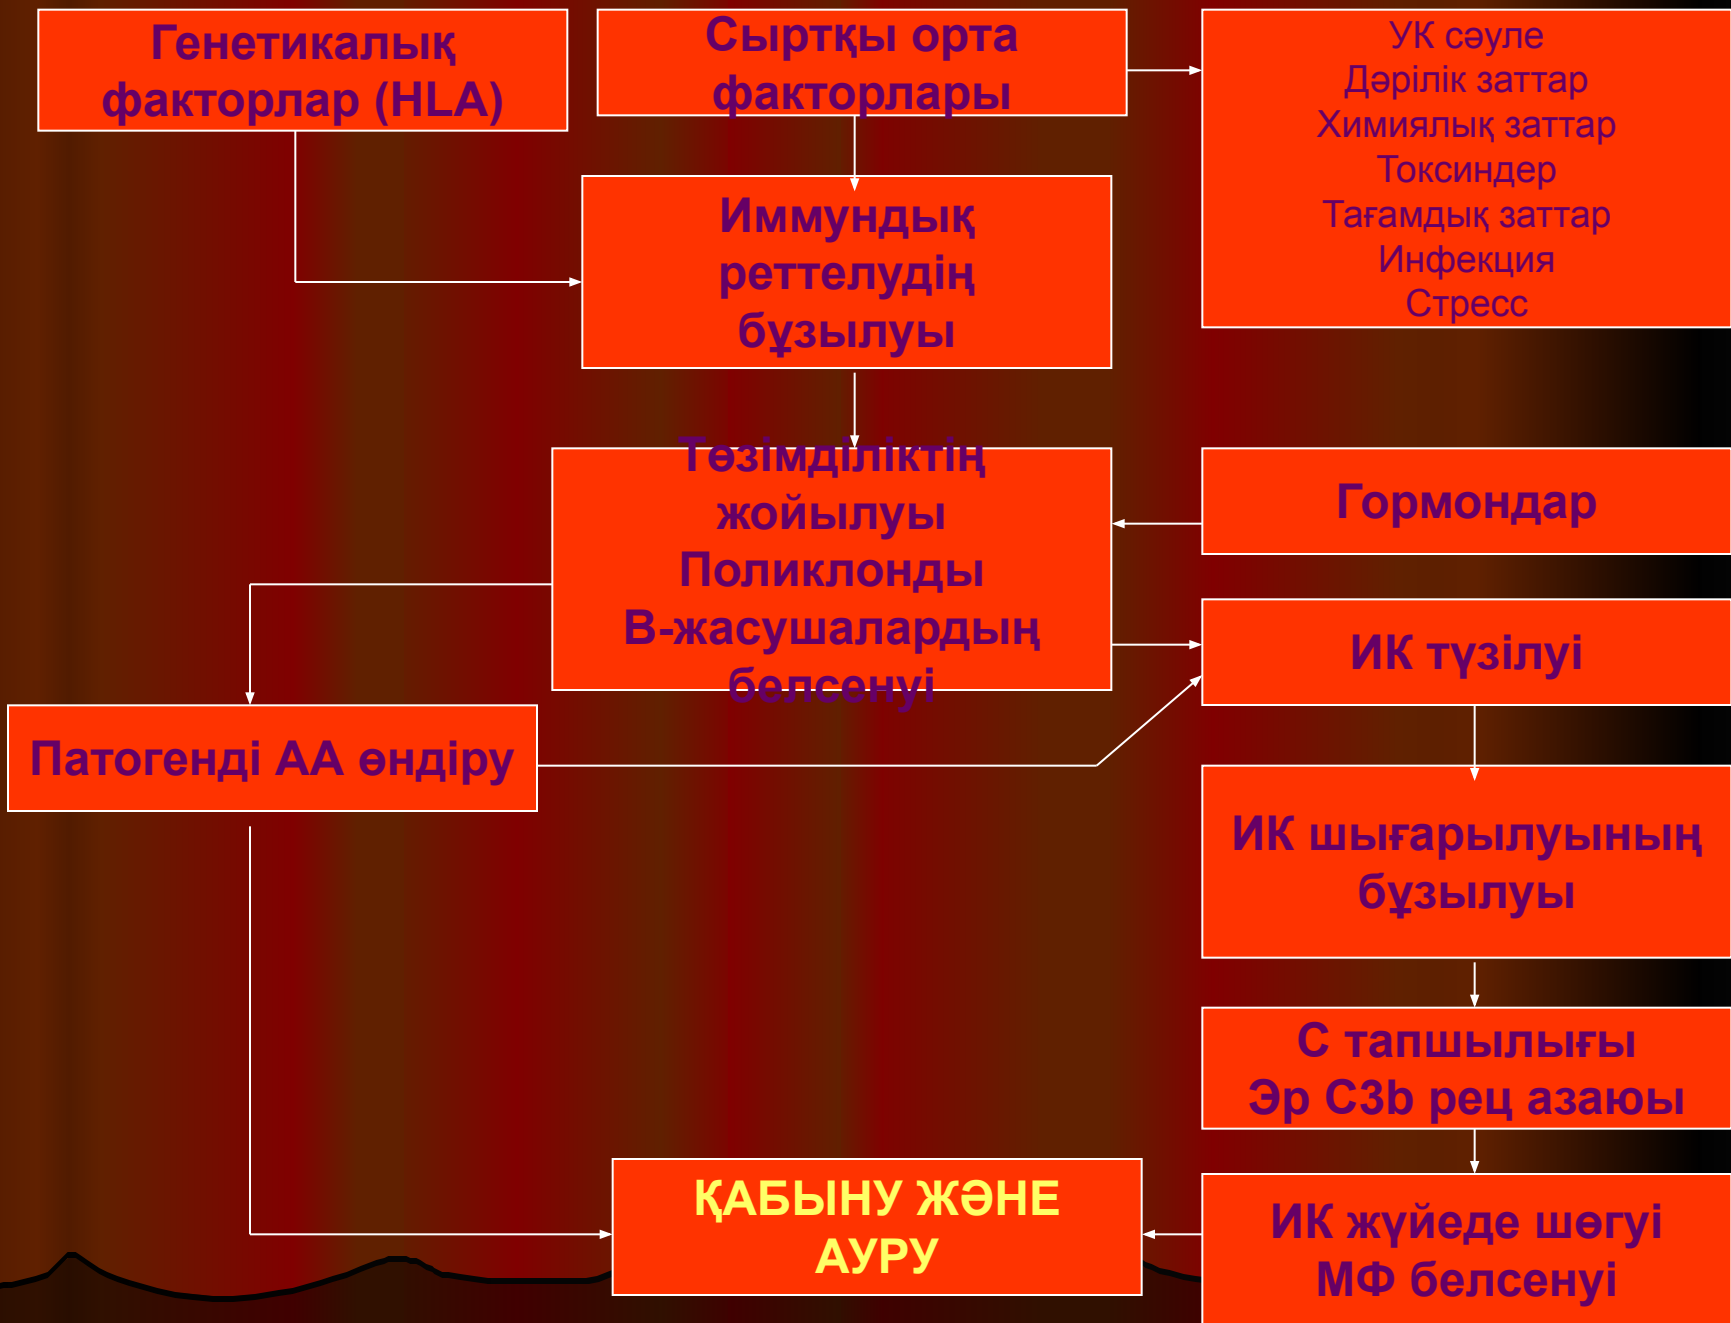 Генетикалық
факторлар (HLA)
Сыртқы орта
факторлары
УК сәуле
Дәрілік заттар
Химиялық заттар
Токсиндер
Тағамдық заттар
Инфекция
Стресс
Иммундық
реттелудің
бұзылуы
Төзімділіктің
жойылуы
Поликлонды
В-жасушалардың
белсенуі
Гормондар
ИК түзілуі
Патогенді АА өндіру
ИК шығарылуының
бұзылуы
С тапшылығы
Эр С3b рец азаюы
ҚАБЫНУ ЖӘНЕ
АУРУ
ИК жүйеде шөгуі
МФ белсенуі